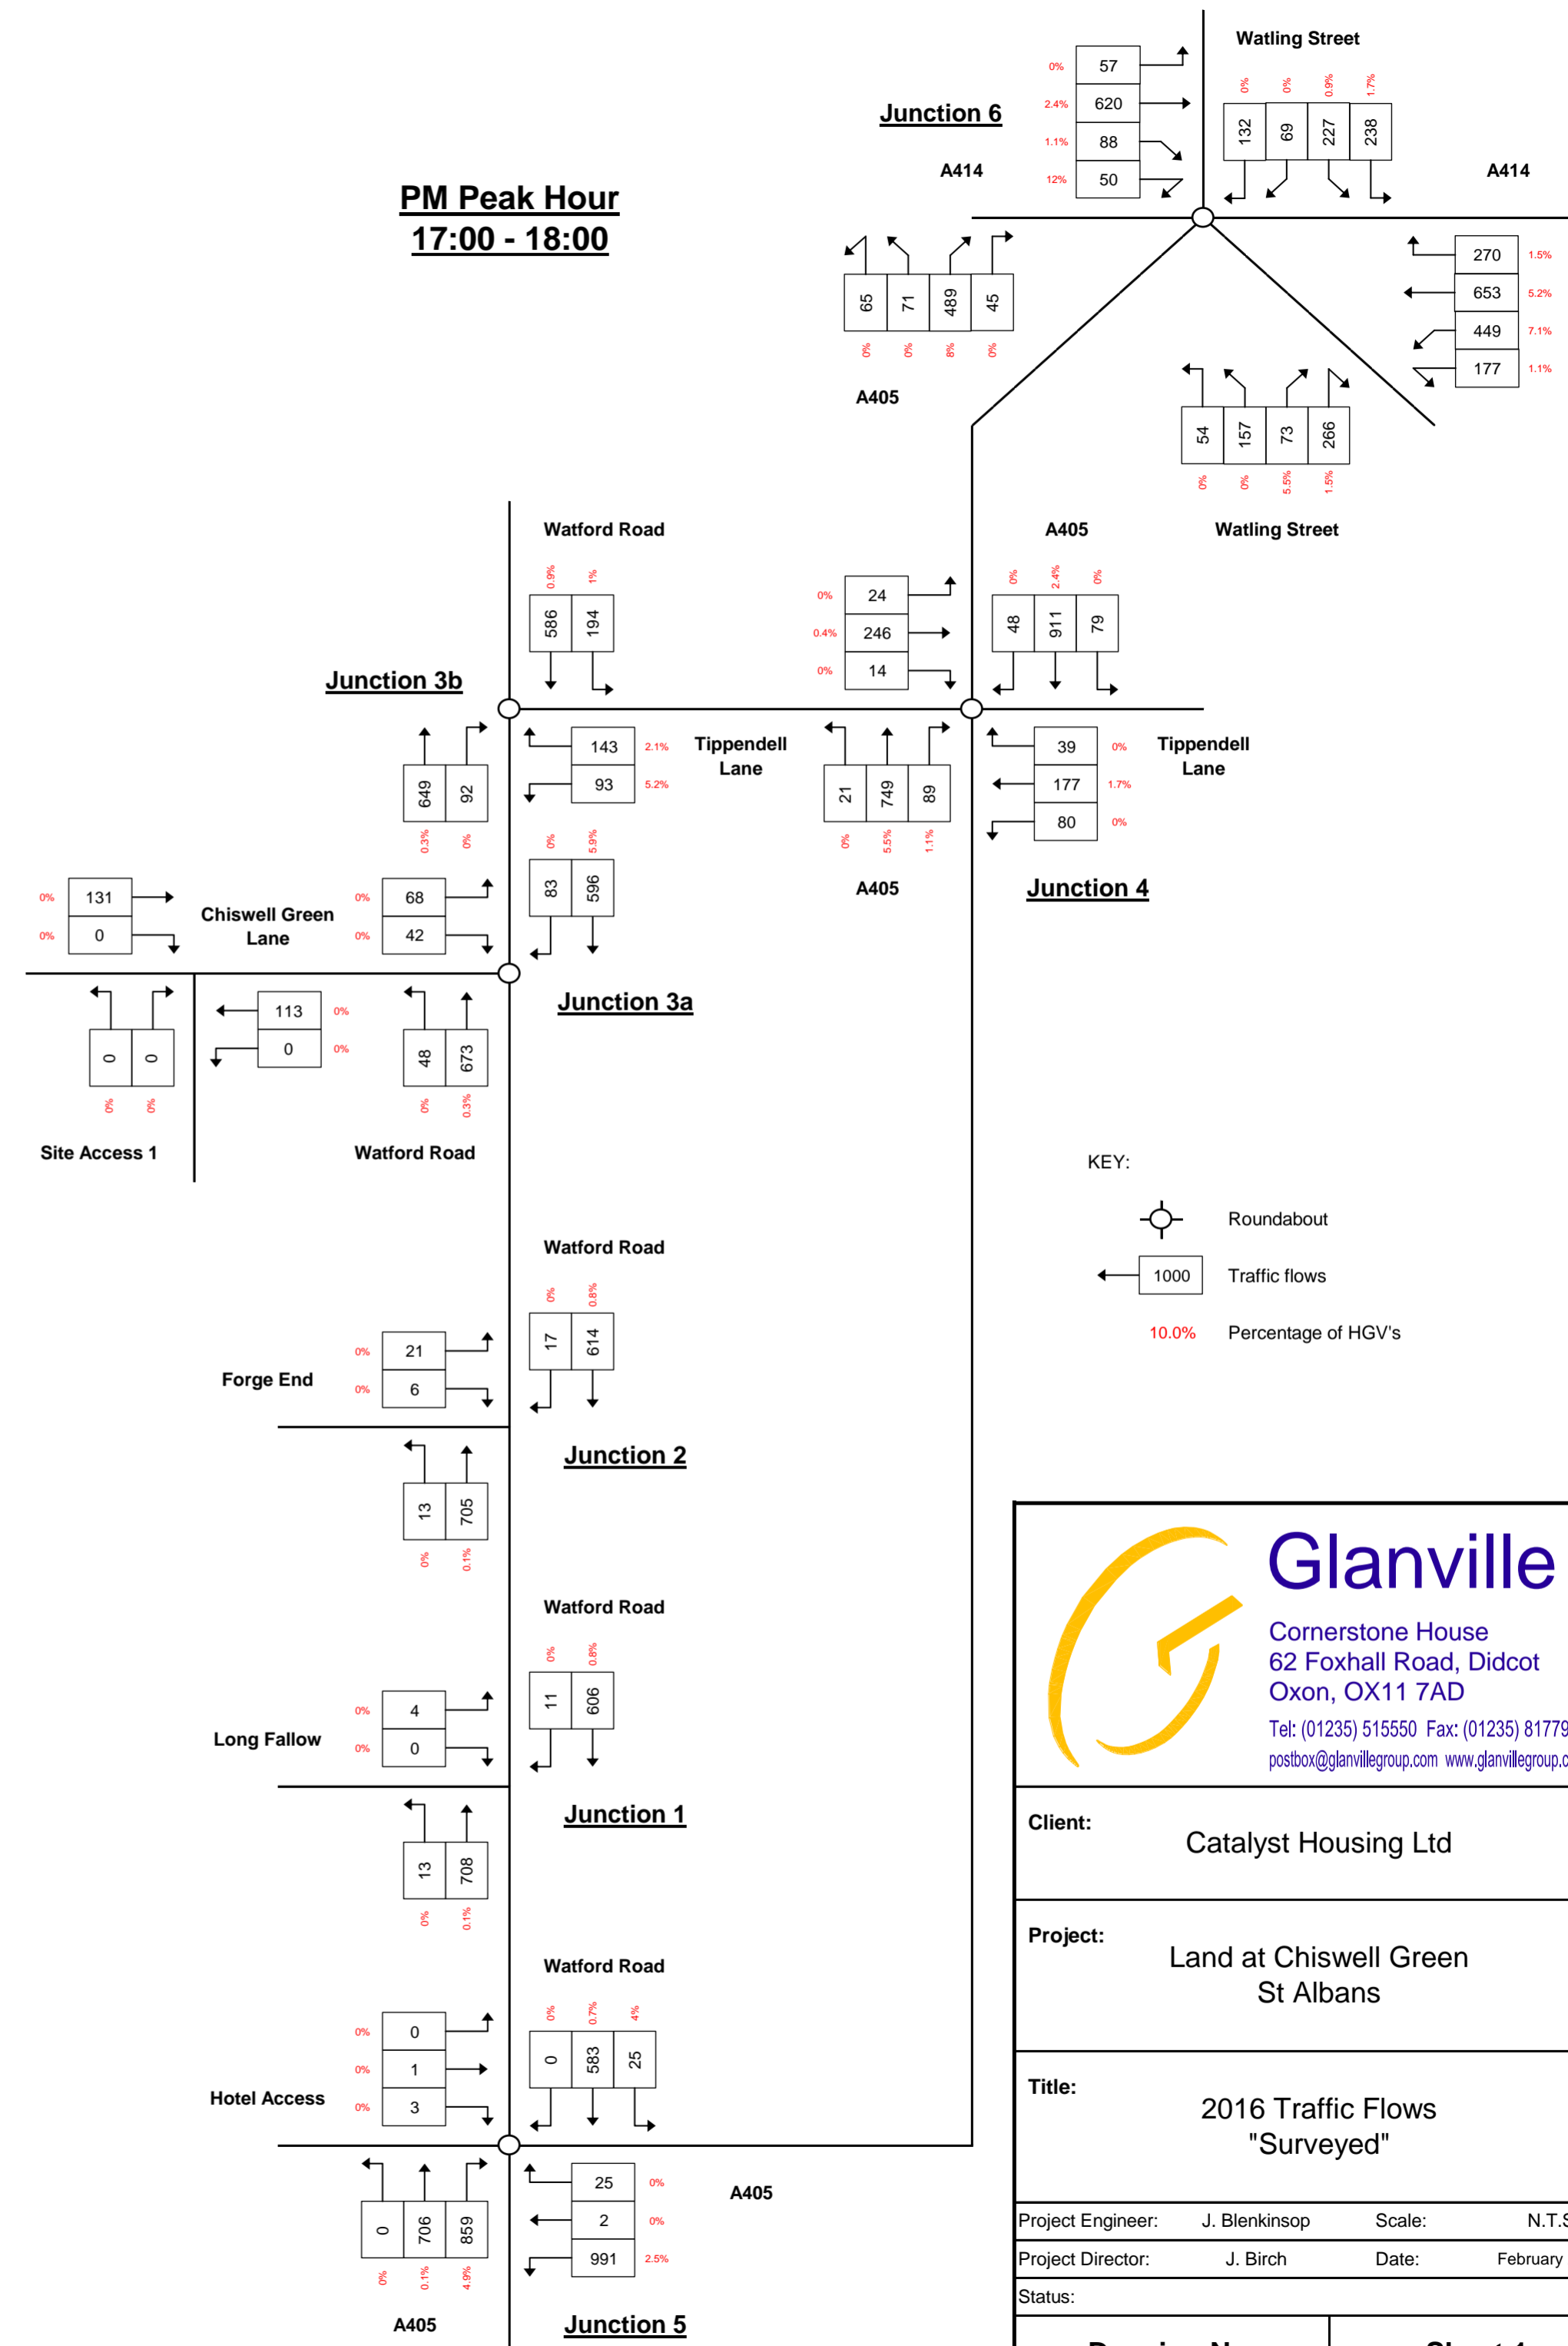 PM Peak Hour
17:00 - 18:00
Junction 6
A414
0% 57
2.4% 620
1.1% 88
12% 50
Watling Street
0% 0% 0.9% 1.7%
132 69 227 238
A414
270 1.5%
653 5.2%
449 7.1%
177 1.1%
65 71 489 45
0% 0% 8% 0%
A405
54 157 73 266
0% 0% 5.5% 1.5%
Watling Street
Watford Road
0.9% 1%
586 194
Junction 3b
649 92
0.3% 0%
143 2.1%
93 5.2%
Tippendell
Lane
0% 24
0.4% 246
0% 14
A405
0% 2.4% 0%
48 911 79
21 749 89
0% 5.5% 1.1%
A405
39 0%
177 1.7%
80 0%
Tippendell
Lane
Junction 4
0% 131
0% 0
Chiswell Green
Lane
0% 68
0% 42
0% 5.9%
83 596
Junction 3a
0 0
0% 0%
113 0%
0 0%
48 673
0% 0.3%
Site Access 1
Watford Road
KEY:
Roundabout
1000 Traffic flows
10.0% Percentage of HGV's
Watford Road
0% 0.8%
17 614
0% 21
0% 6
Forge End
Junction 2
13 705
0% 0.1%
Watford Road
0% 0.8%
11 606
0% 4
0% 0
Long Fallow
Junction 1
13 708
0% 0.1%
Watford Road
0% 0.7% 4%
0 583 25
0% 0
0% 1
0% 3
Hotel Access
0 706 859
0% 0.1% 4.9%
A405
25 0%
2 0%
991 2.5%
A405
Junction 5
Glanville
Cornerstone House
62 Foxhall Road, Didcot
Oxon, OX11 7AD
Tel: (01235) 515550 Fax: (01235) 81779
postbox@glanvillegroup.com www.glanvillegroup.c
Client:
Catalyst Housing Ltd
Project:
Land at Chiswell Green
St Albans
Title:
2016 Traffic Flows
"Surveyed"
Project Engineer: J. Blenkinsop Scale: N.T.S
Project Director: J. Birch Date: February
Status: